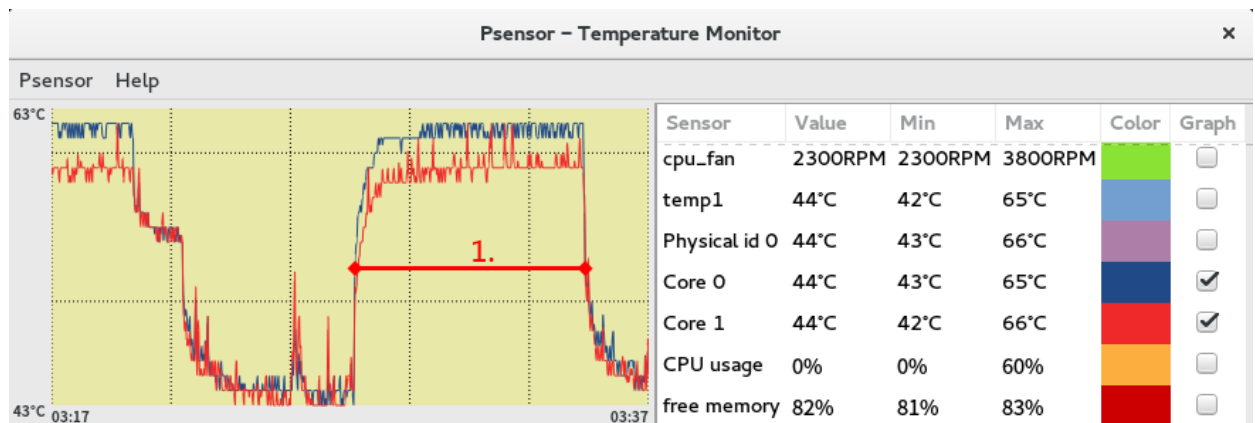 Psensor – Temperature Monitor ×
Psensor Help
63°C
1.
43°C 03:17 03:37
Sensor Value Min Max Color Graph
cpu_fan 2300RPM 2300RPM 3800RPM
temp1 44°C 42°C 65°C
Physical id 0 44°C 43°C 66°C
Core 0 44°C 43°C 65°C
Core 1 44°C 42°C 66°C
CPU usage 0% 0% 60%
free memory 82% 81% 83%